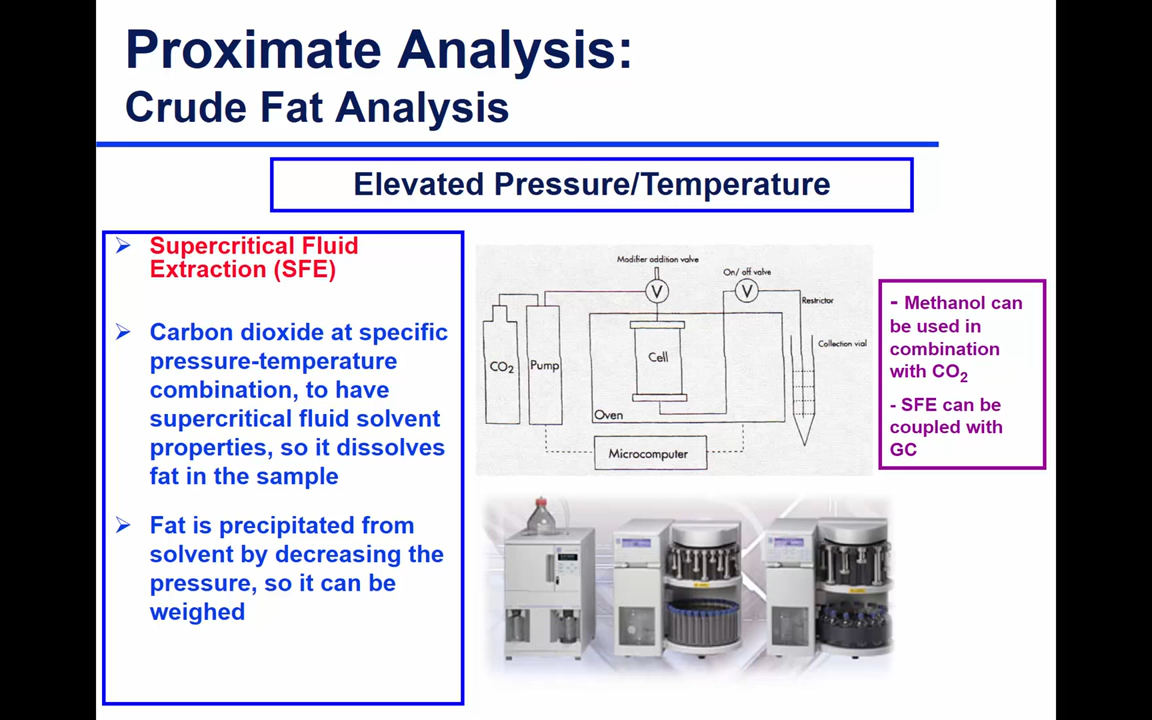 Proximate Analysis:
Crude Fat Analysis
Elevated Pressure/Temperature
Supercritical Fluid
Extraction (SFE)
Carbon dioxide at specific
pressure-temperature
combination, to have
supercritical fluid solvent
properties, so it dissolves
fat in the sample
Fat is precipitated from
solvent by decreasing the
pressure, so it can be
weighed
Modifier addition valve
On/ off valve
V
V
Restrictor
Collection vial
CO2
Pump
Cell
Oven
Microcomputer
- Methanol can
be used in
combination
with CO2
- SFE can be
coupled with
GC